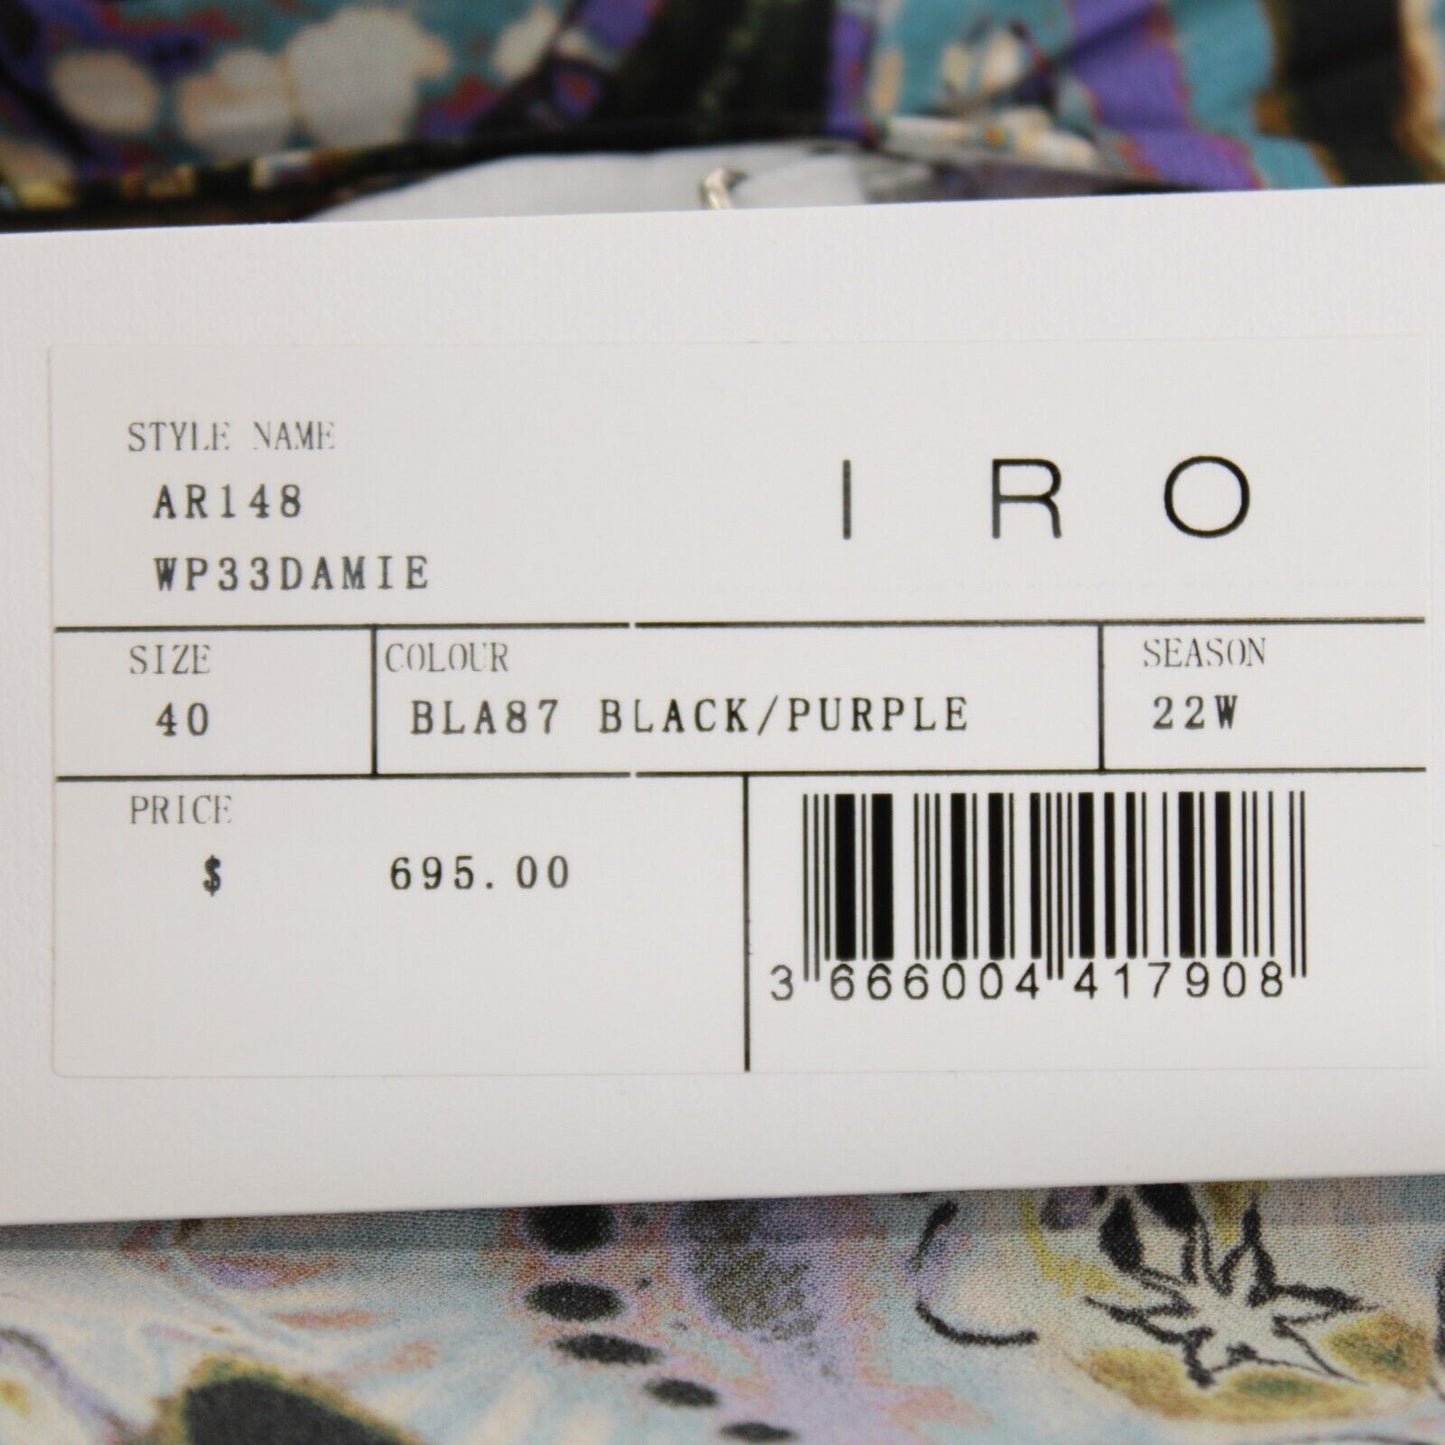 STYLE NAME
AR148
WP33DAMIE
IRO
SIZE
40
COLOUR
BLA87 BLACK/PURPLE
SEASON
22W
PRICE
$ 695.00
3 666004 417908